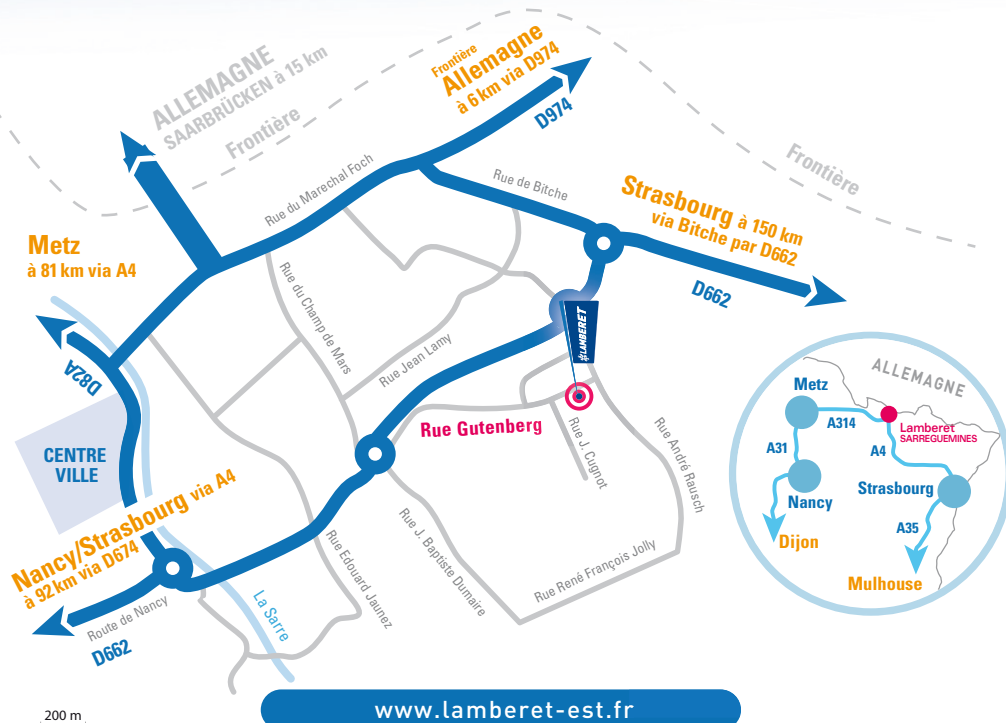 ALLEMAGNE
SAARBRÜCKEN à 15 km
Frontière
Frontière
Allemagne
à 6 km via D974
D974
Frontière
Rue du Marechal Foch
Rue de Bitche
Strasbourg à 150 km
via Bitche par D662
D662
Metz
à 81 km via A4
D82A
Rue du Champ de Mars
Rue Jean Lamy
LAMBERET
Rue Gutenberg
Rue J. Cugnot
Rue André Rausch
CENTRE
VILLE
Nancy/Strasbourg via A4
à 92 km via D674
Route de Nancy
D662
La Sarre
Rue Edouard Jaunez
Rue J. Baptiste Dumaire
Rue René François Jolly
ALLEMAGNE
Metz
A314
Lamberet
SARREGUEMINES
A31
A4
Nancy
Strasbourg
A35
Dijon
Mulhouse
200 m
www.lamberet-est.fr